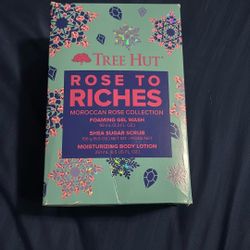 TREE HUT
ROSE TO
RICHES
MOROCCAN ROSE COLLECTION
FOAMING GEL WASH
SHEA SUGAR SCRUB
MOISTURIZING BODY LOTION